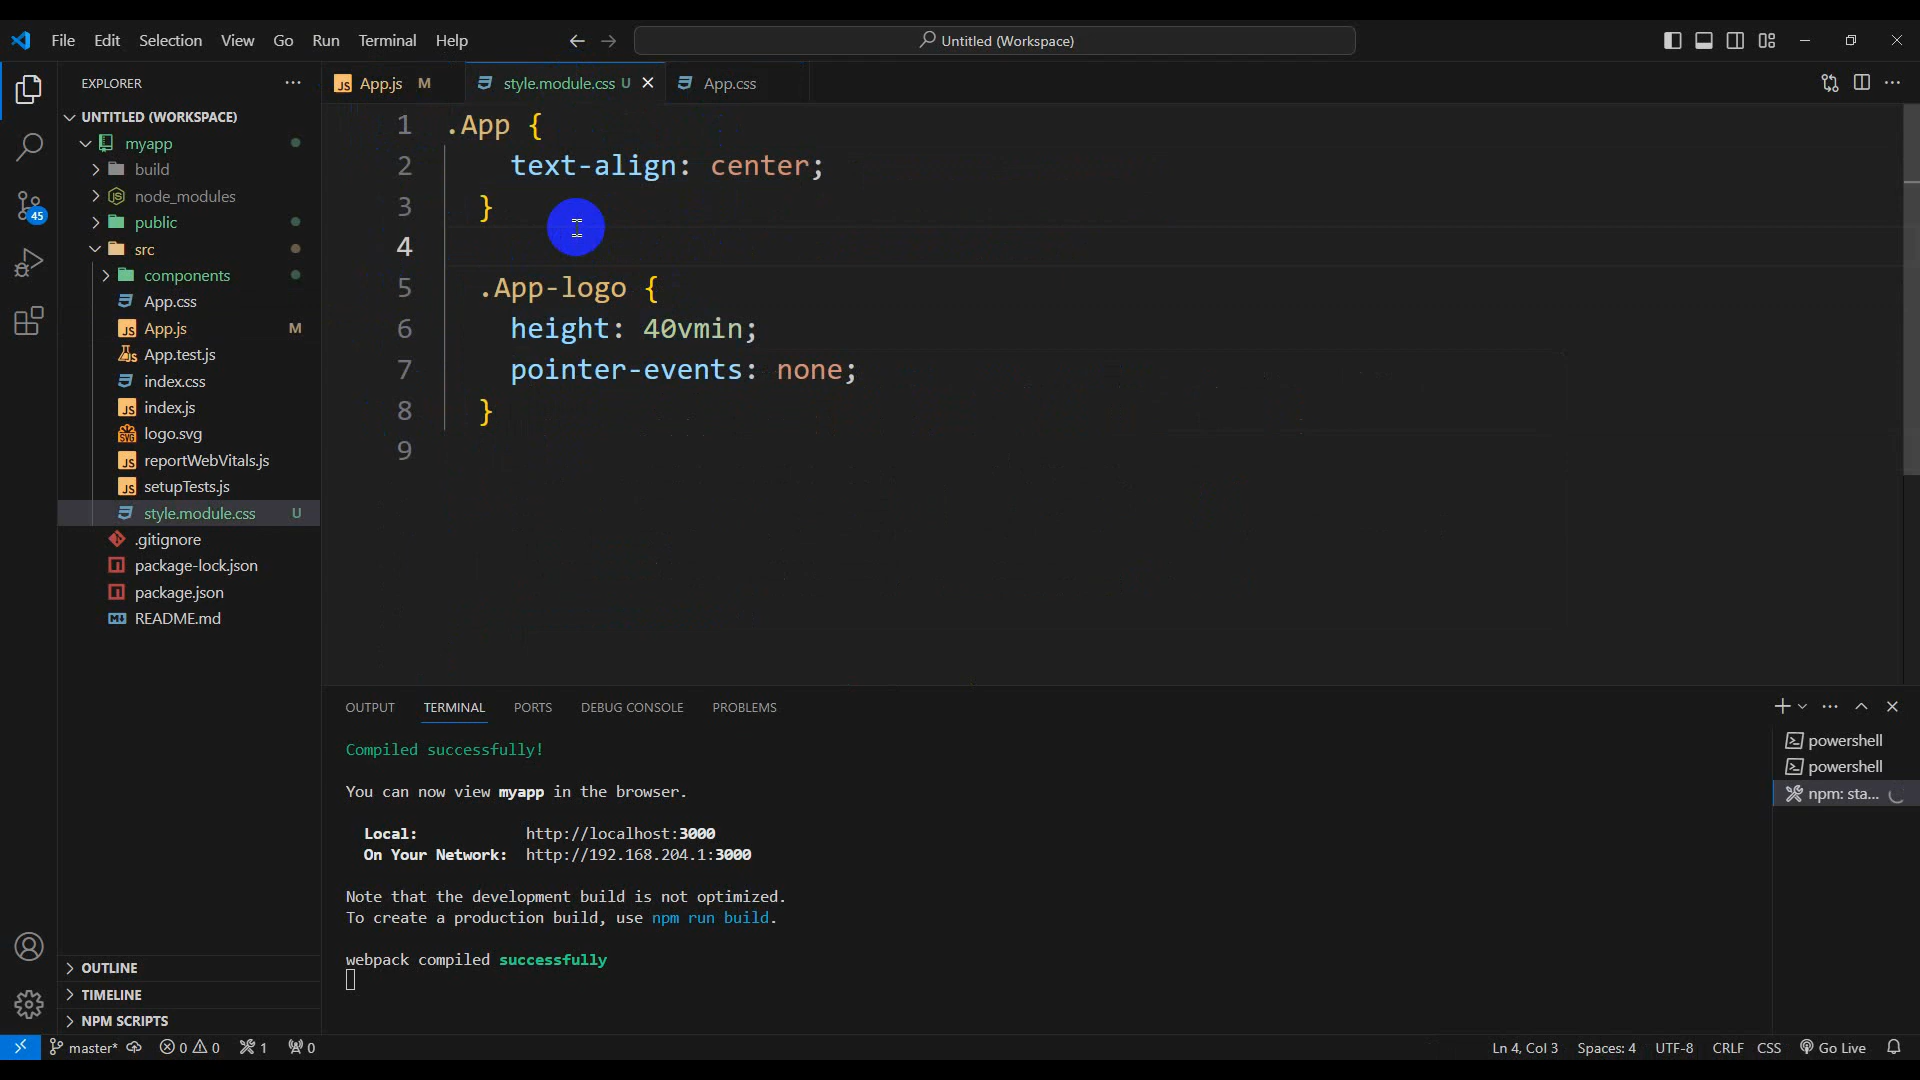 File Edit Selection View Go Run Terminal Help
Untitled (Workspace)
EXPLORER
UNTITLED (WORKSPACE)
myapp
build
node_modules
public
src
components
App.css
App.js M
App.test.js
index.css
index.js
logo.svg
reportWebVitals.js
setupTests.js
style.module.css U
.gitignore
package-lock.json
package.json
README.md
OUTLINE
TIMELINE
NPM SCRIPTS
45
JS App.js M style.module.css U App.css
1 .App {
2 text-align: center;
3 }
4
5 .App-logo {
6 height: 40vmin;
7 pointer-events: none;
8 }
9
OUTPUT TERMINAL PORTS DEBUG CONSOLE PROBLEMS
Compiled successfully!
You can now view myapp in the browser.
Local: http://localhost:3000
On Your Network: http://192.168.204.1:3000
Note that the development build is not optimized.
To create a production build, use npm run build.
webpack compiled successfully
powershell
powershell
npm: sta...
master* 0 0 1 0
Ln 4, Col 3 Spaces: 4 UTF-8 CRLF CSS Go Live